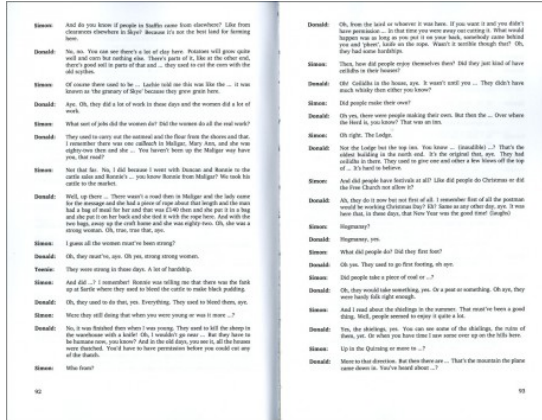 Simon: And do you know if people in Staffin came from elsewhere? Like from
clearances elsewhere in Skye? Because it's not the best land for farming
here.
Donald: No, no. You can see there's a lot of clay here. Potatoes will grow quite
well and corn but nothing else. There's parts of it, like at the other end,
there's good soil in parts of that and ... they used to cut the corn with the
old scythes.
Simon: Of course there used to be ... Lachie told me this was like the ... it was
known as 'the granary of Skye' because they grew grain here.
Donald: Aye. Oh, they did a lot of work in those days and the women did a lot of
work.
Simon: What sort of jobs did the women do? Did the women do all the real work?
Donald: They used to carry the oatmeal and the flour from the shores and that.
I remember there was one cailleach in Maligar, Mary Ann, and she was
eighty-two then and she ... You haven't been up the Maligar way have
you, that road?
Simon: Not that far. No, I did because I went with Duncan and Ronnie to the
cattle sales and Ronnie's ... you know Ronnie from Maligar? We took his
cattle to the market.
Donald: Well, up there ... There wasn't a road then in Maligar and the lady came
for the message and she had a piece of rope about that length and the man
had a bag of meal for her and that was £140 then and she put it in a bag
and she put it on her back and she tied it with the rope here. And with the
two bags, away up the croft home and she was eighty-two. Oh, she was a
strong woman. Oh, true, true that, aye.
Simon: I guess all the women must've been strong?
Donald: Oh, they must've, aye. Oh yes, strong strong women.
Teenie: They were strong in those days. A lot of hardship.
Simon: And did ...? I remember! Ronnie was telling me that there was the fank
up at Sartle where they used to bleed the cattle to make black pudding.
Donald: Oh, they used to do that, yes. Everything. They used to bleed them, aye.
Simon: Were they still doing that when you were young or was it more ...?
Donald: No, it was finished then when I was young. They used to kill the sheep in
the warehouse with a knife! Oh, I wouldn't go near ... But they have to
be humane now, you know? And in the old days, you see it, all the houses
were thatched. You'd have to have permission before you could cut any
of the thatch.
Simon: Who from?
92
Donald: Oh, from the laird or whoever it was here. If you want it and you didn't
have permission ... In that time you were away out cutting it. What would
happen was as long as you put it on your back, somebody came behind
you and 'pheet', knife on the rope. Wasn't it terrible though that? Oh,
they had some hardships.
Simon: Then, how did people enjoy themselves then? Did they just kind of have
ceilidhs in their houses?
Donald: Oh! Ceilidhs in the house, aye. It wasn't until you ... They didn't have
much whisky then either you know?
Simon: Did people make their own?
Donald: Oh yes, there were people making their own. But then the ... Over where
the Herd is, you know? That was an inn.
Simon: Oh right. The Lodge.
Donald: Not the Lodge but the top inn. You know ... (inaudible) ...? That's the
oldest building in the north end. It's the original that, aye. They had
ceilidhs in there. They used to give one and other a few blows off the top
of ... It's hard to believe.
Simon: And did people have festivals at all? Like did people do Christmas or did
the Free Church not allow it?
Donald: Ah, they do it now but not first of all. I remember first of all the postman
would be working Christmas Day? Eh? Same as any other day, aye. It was
here that, in those days, that New Year was the good time! (laughs)
Simon: Hogmanay?
Donald: Hogmanay, yes.
Simon: What did people do? Did they first foot?
Donald: Oh yes. They used to go first footing, oh aye.
Simon: Did people take a piece of coal or ...?
Donald: Oh, they would take something, yes. Or a peat or something. Oh aye, they
were hardy folk right enough.
Simon: And I read about the shielings in the summer. That must've been a good
thing. Well, people seemed to enjoy it quite a lot.
Donald: Yes, the shielings, yes. You can see some of the shielings, the ruins of
them, yet. Or when you have time I saw some over up on the hills here.
Simon: Up in the Quiraing or more to ...?
Donald: More to that direction. But then there are ... That's the mountain the plane
came down in. You've heard about ...?
93